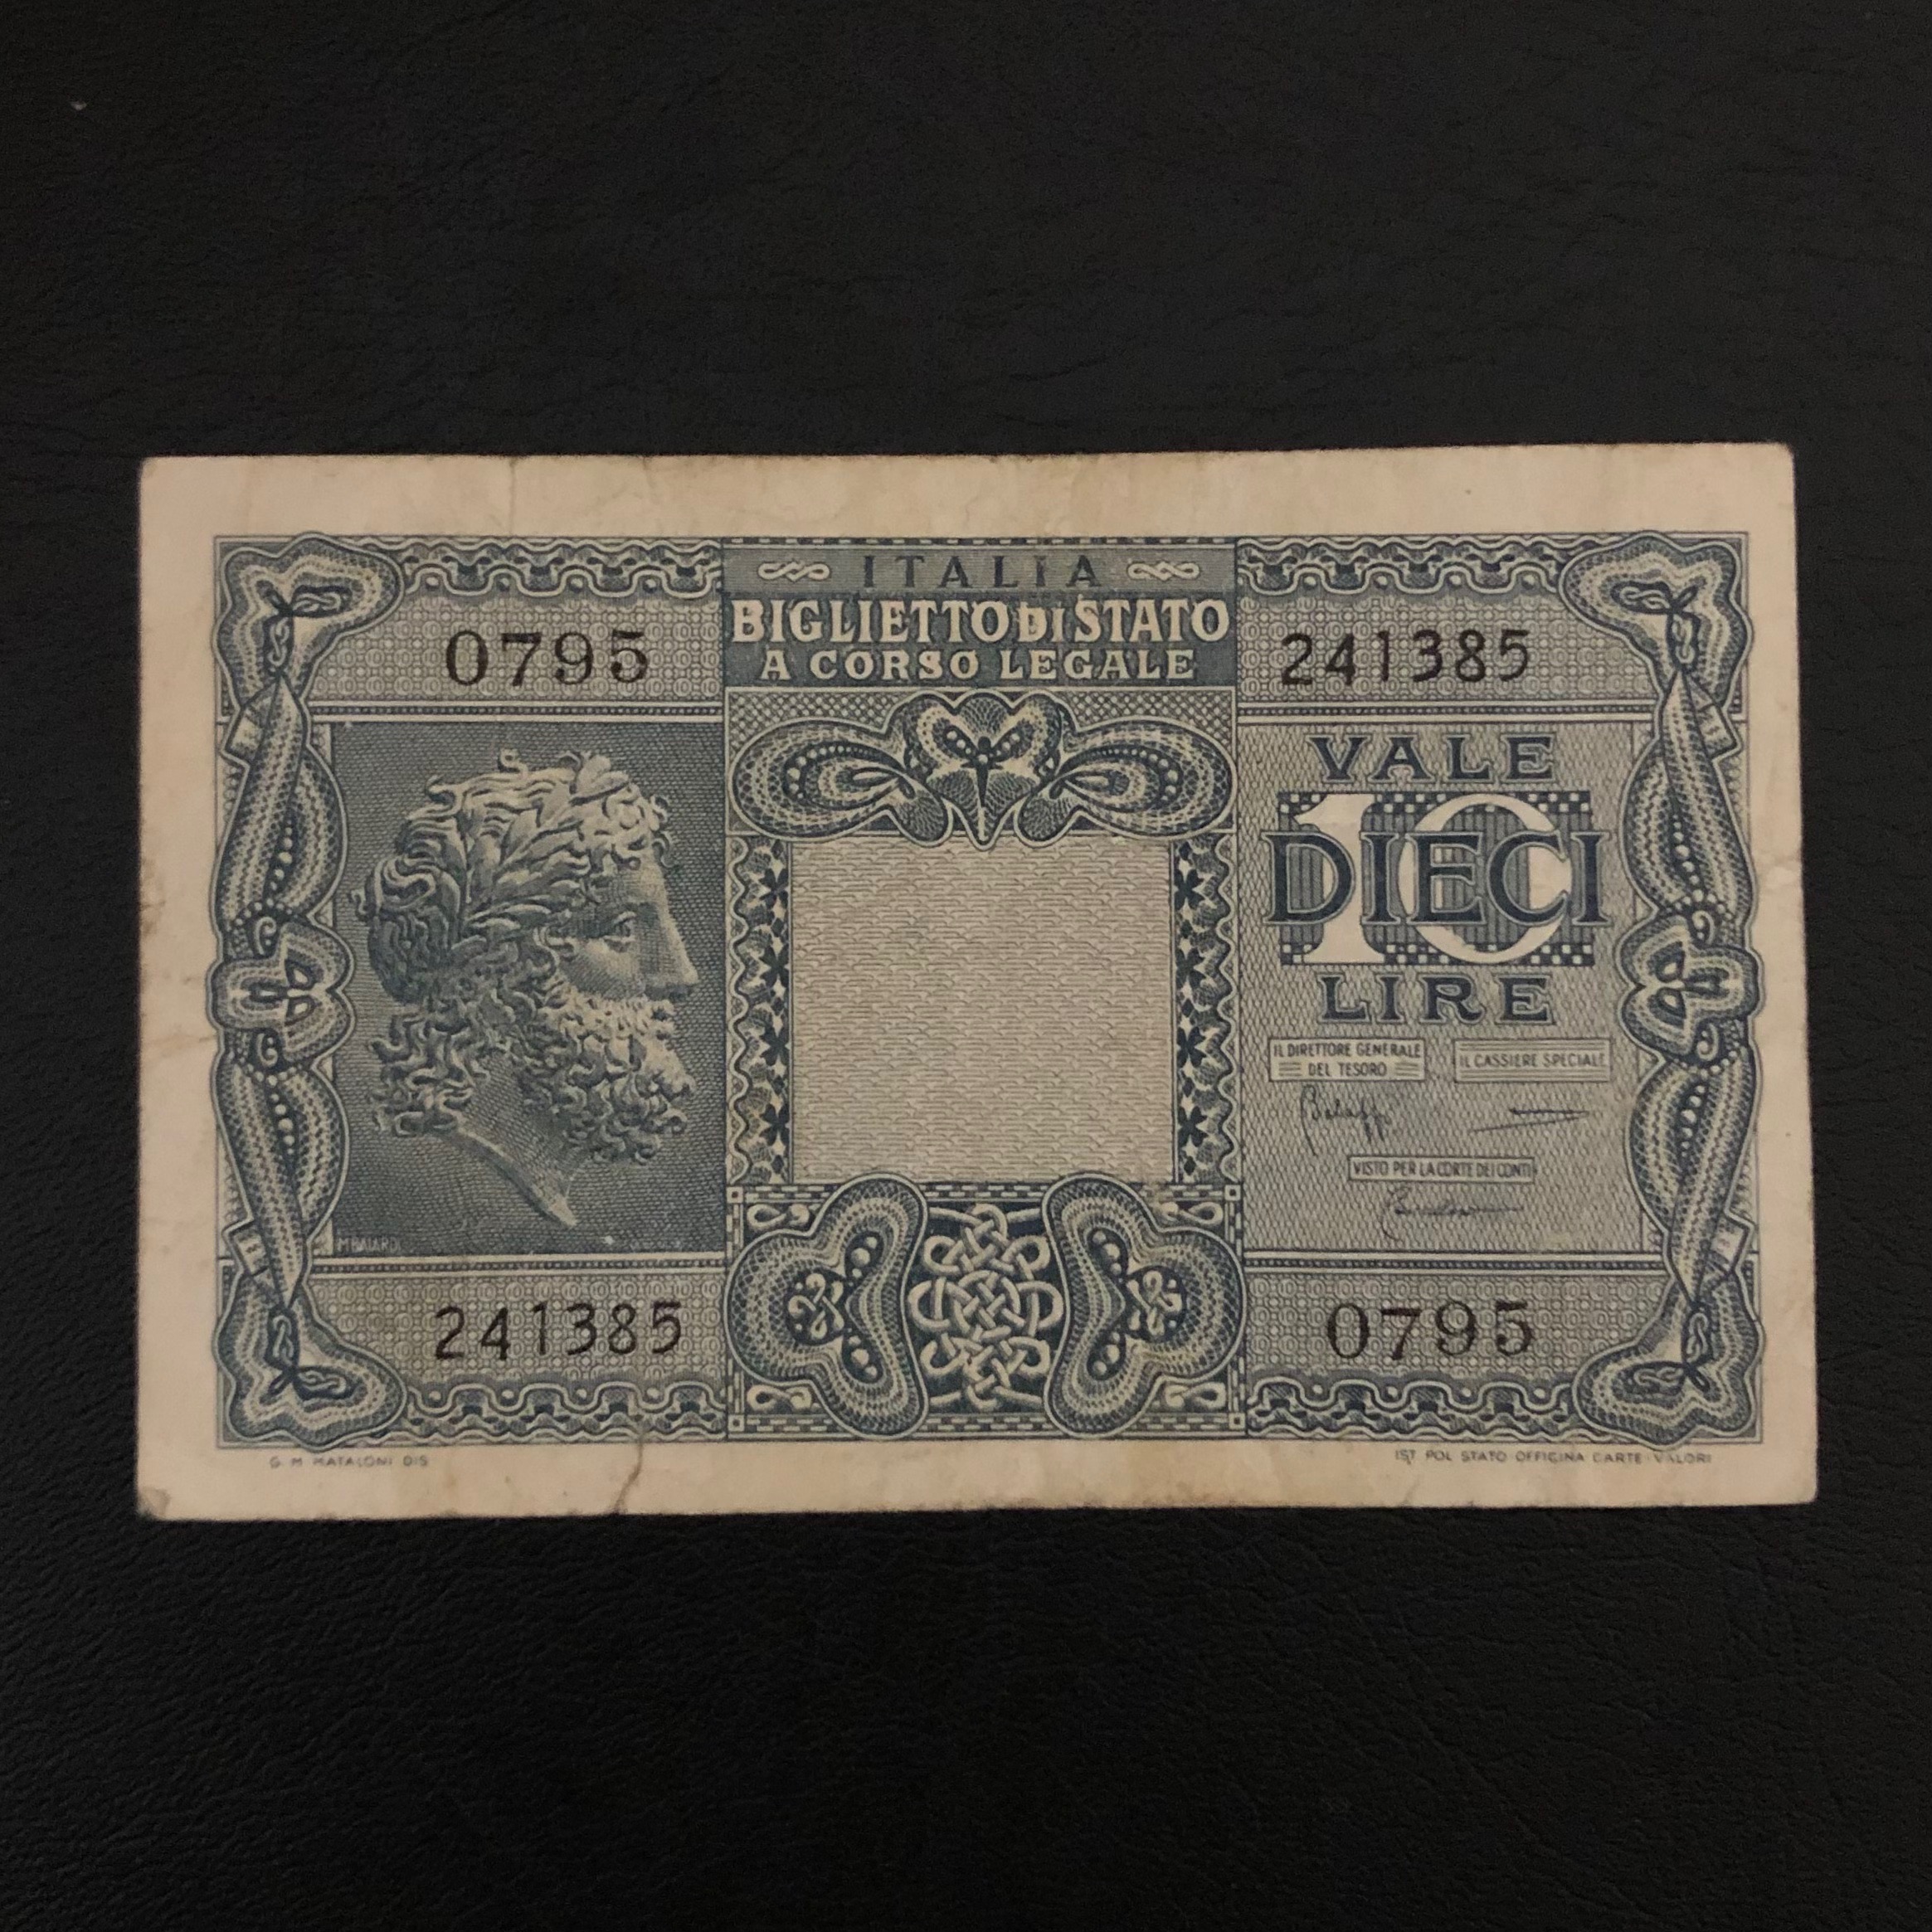 ITALIA
BIGLIETTO DI STATO
A CORSO LEGALE
0795
241385
VALE
10
DIECI
LIRE
IL DIRETTORE GENERALE
DEL TESORO
IL CASSIERE SPECIALE
VISTO PER LA CORTE DEI CONTI
241385
0795
G. M. MATALONI DIS
IST. POL. STATO OFFICINA CARTE-VALORI